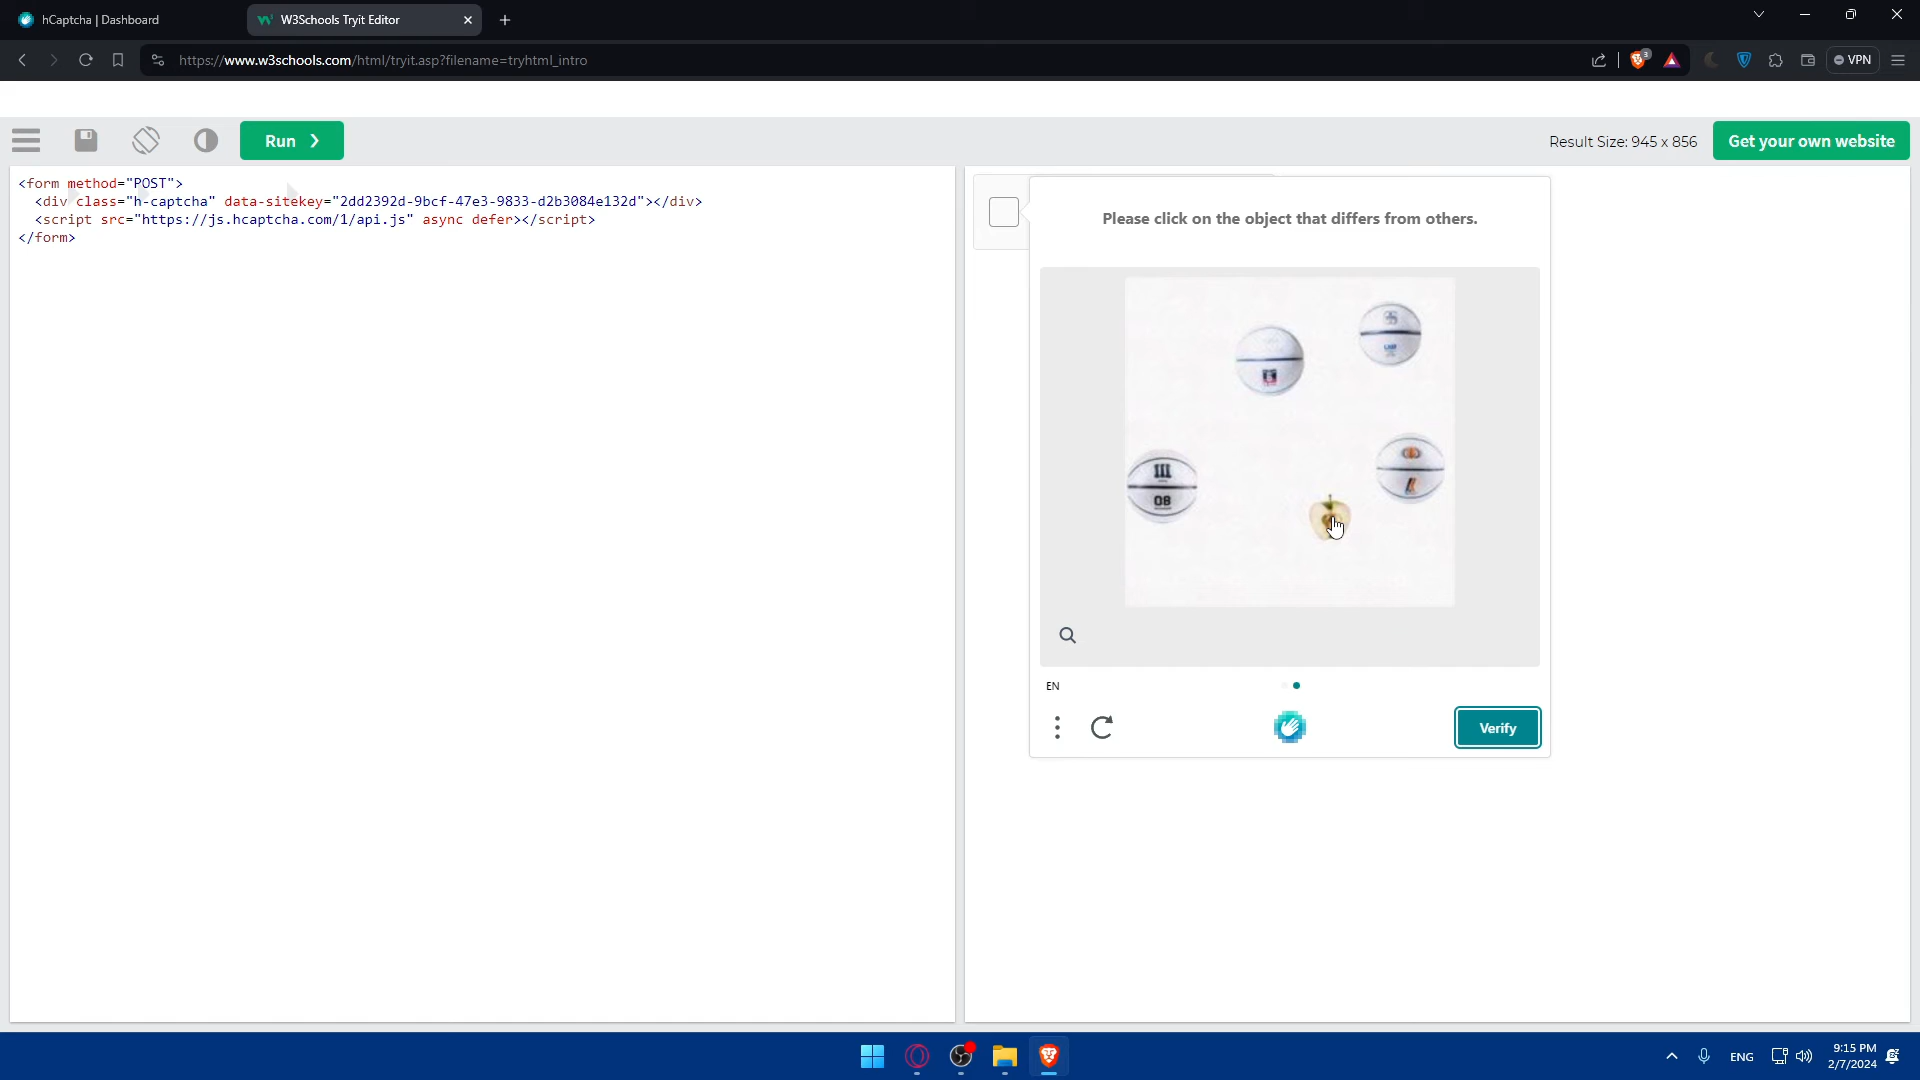 hCaptcha | Dashboard
W3Schools Tryit Editor
https://www.w3schools.com/html/tryit.asp?filename=tryhtml_intro
3
VPN
Run ❯
Result Size: 945 x 856
Get your own website
<form method="POST">
<div class="h-captcha" data-sitekey="2dd2392d-9bcf-47e3-9833-d2b3084e132d"></div>
<script src="https://js.hcaptcha.com/1/api.js" async defer></script>
</form>
Please click on the object that differs from others.
EN
Verify
ENG
9:15 PM
2/7/2024